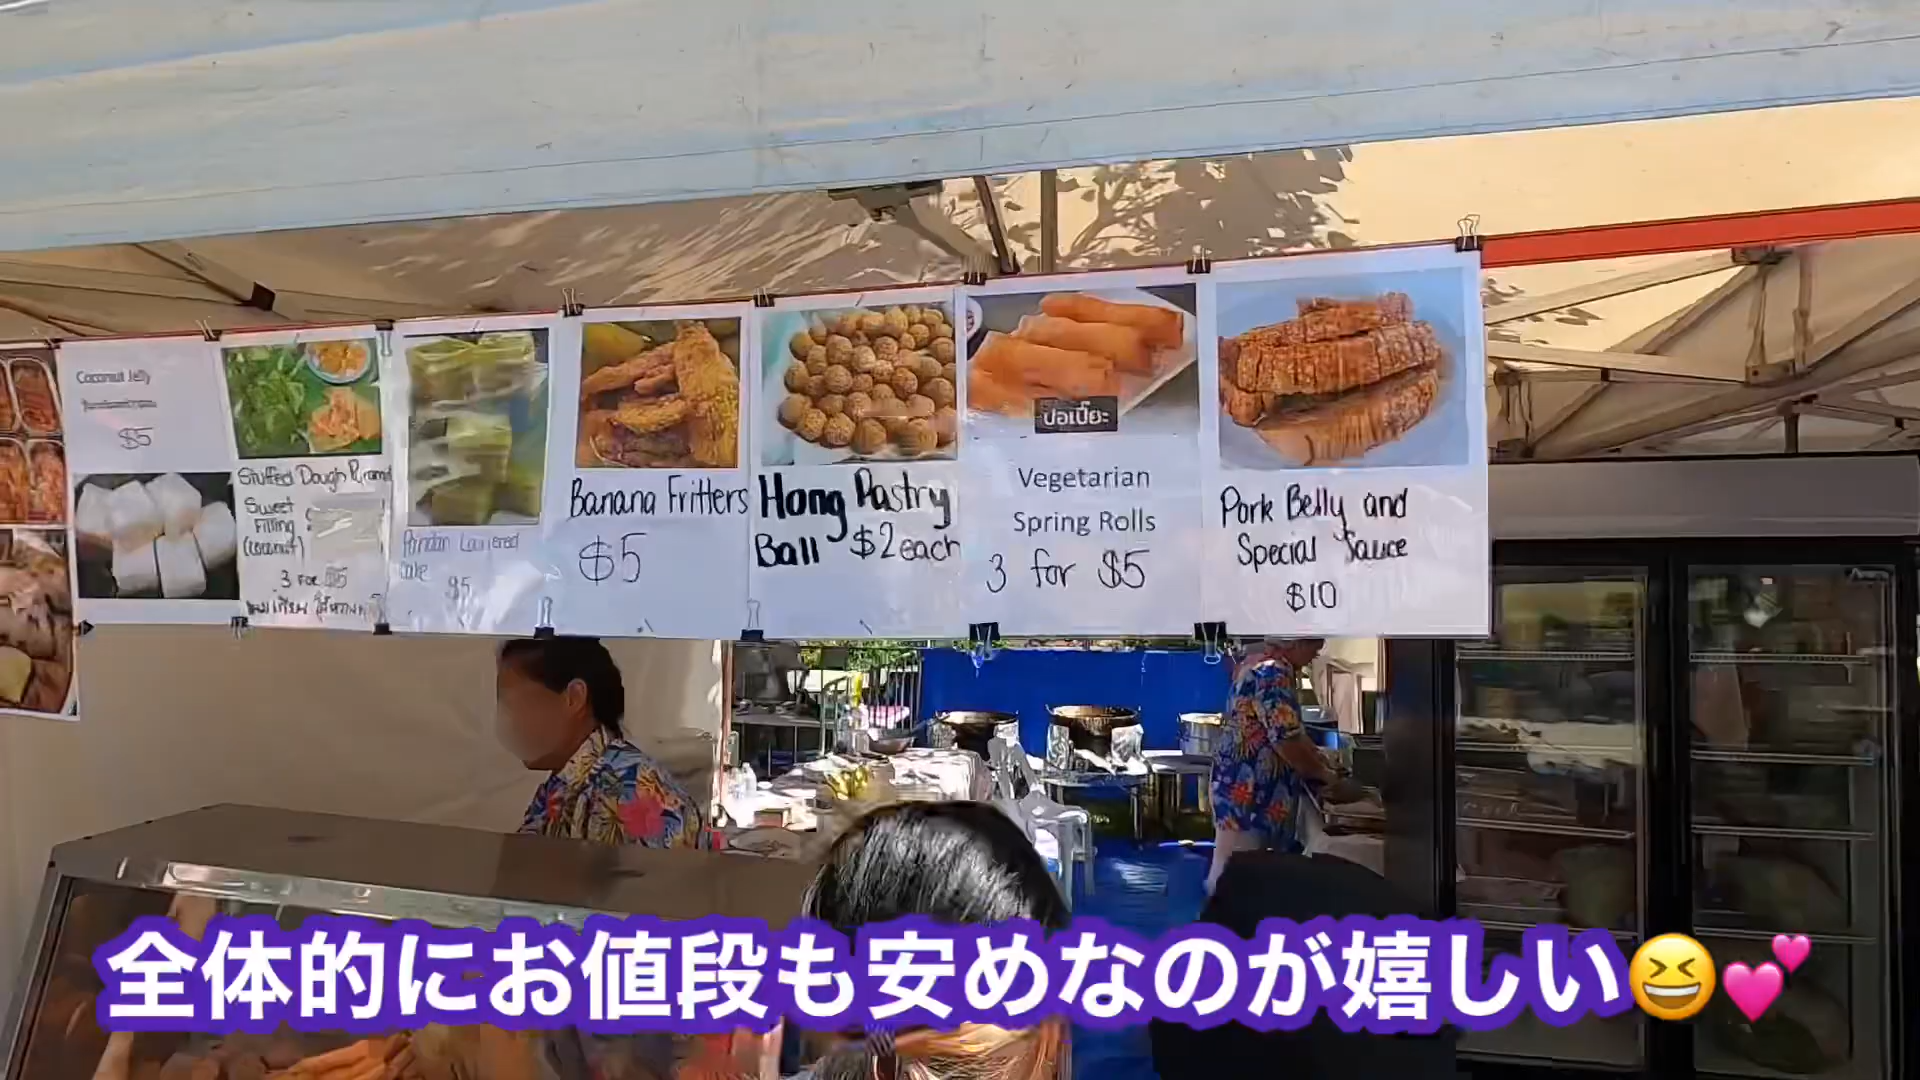 Coconut Jelly
$5
Stuffed Dough Pyramid
Sweet
Filling
(coconut)
3 for $5
Pandan Layered
Cake
$5
Banana Fritters
$5
Hong Pastry
Ball $2 each
ปอเปี๊ยะ
Vegetarian
Spring Rolls
3 for $5
Pork Belly and
Special Sauce
$10
全体的にお値段も安めなのが嬉しい😆💕